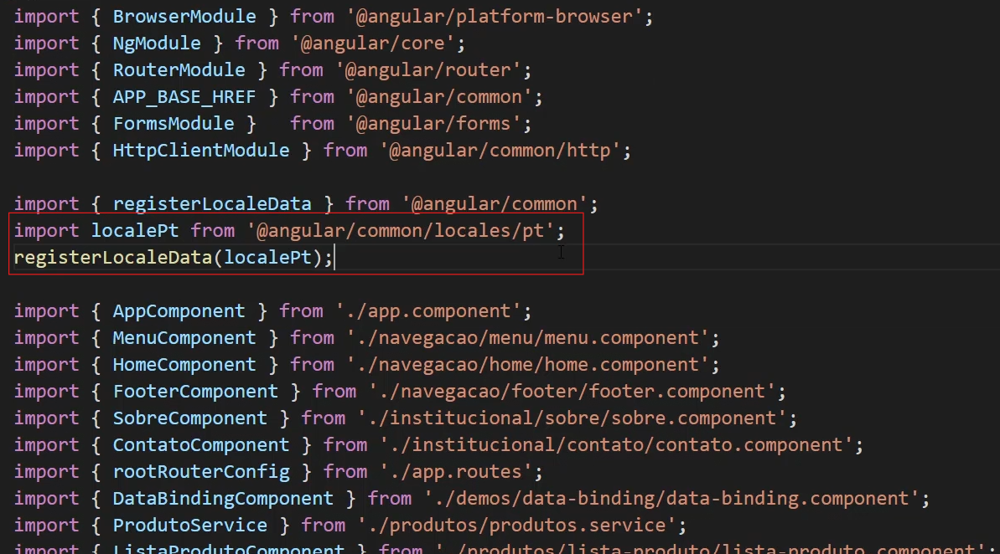 import { BrowserModule } from '@angular/platform-browser';
import { NgModule } from '@angular/core';
import { RouterModule } from '@angular/router';
import { APP_BASE_HREF } from '@angular/common';
import { FormsModule }   from '@angular/forms';
import { HttpClientModule } from '@angular/common/http';
import { registerLocaleData } from '@angular/common';
import localePt from '@angular/common/locales/pt';
registerLocaleData(localePt);
import { AppComponent } from './app.component';
import { MenuComponent } from './navegacao/menu/menu.component';
import { HomeComponent } from './navegacao/home/home.component';
import { FooterComponent } from './navegacao/footer/footer.component';
import { SobreComponent } from './institucional/sobre/sobre.component';
import { ContatoComponent } from './institucional/contato/contato.component';
import { rootRouterConfig } from './app.routes';
import { DataBindingComponent } from './demos/data-binding/data-binding.component';
import { ProdutoService } from './produtos/produtos.service';
import { ListaProdutoComponent } from './produtos/lista-produto/lista-produto.component';